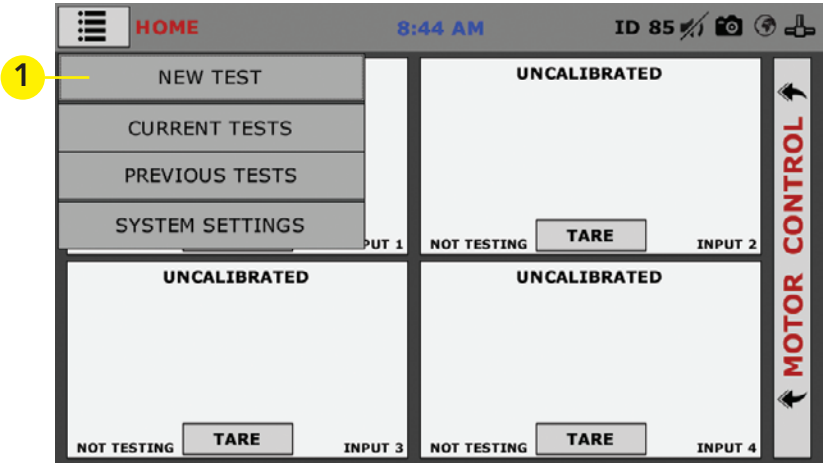 HOME 8:44 AM ID 85
1
NEW TEST
CURRENT TESTS
PREVIOUS TESTS
SYSTEM SETTINGS
PUT 1
UNCALIBRATED
NOT TESTING TARE INPUT 2
UNCALIBRATED
NOT TESTING TARE INPUT 3
UNCALIBRATED
NOT TESTING TARE INPUT 4
MOTOR CONTROL